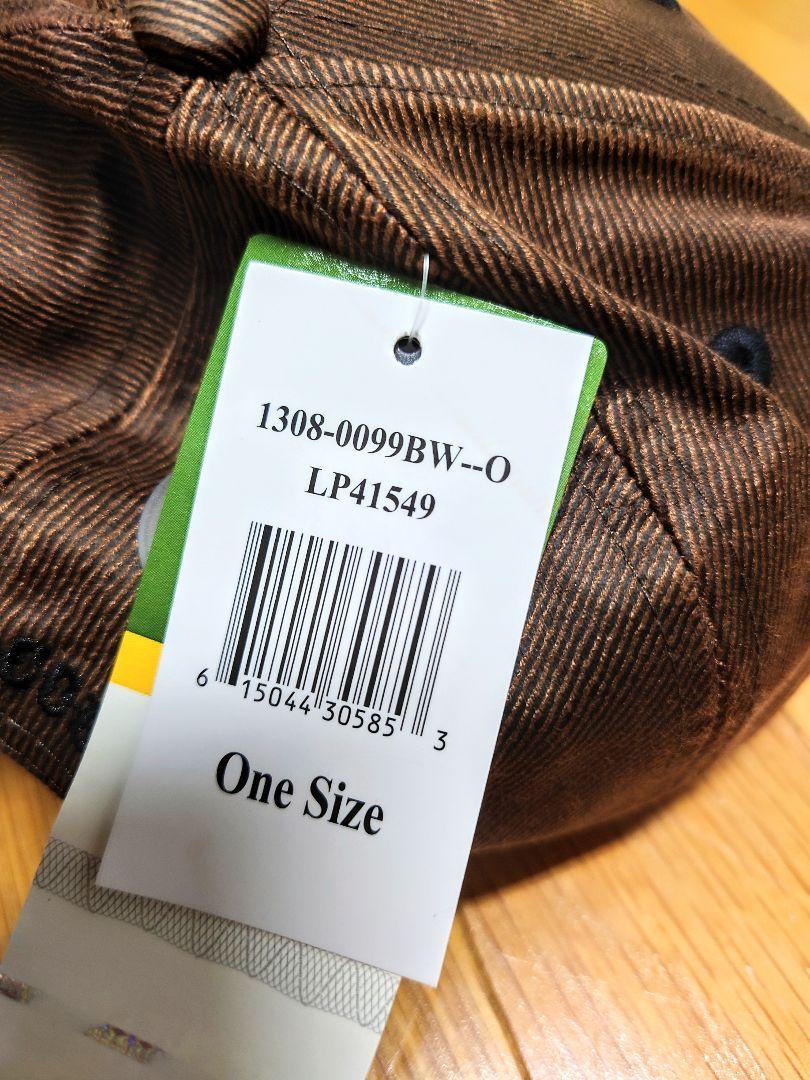 1308-0099BW--O
LP41549
6 15044 30585 3
One Size